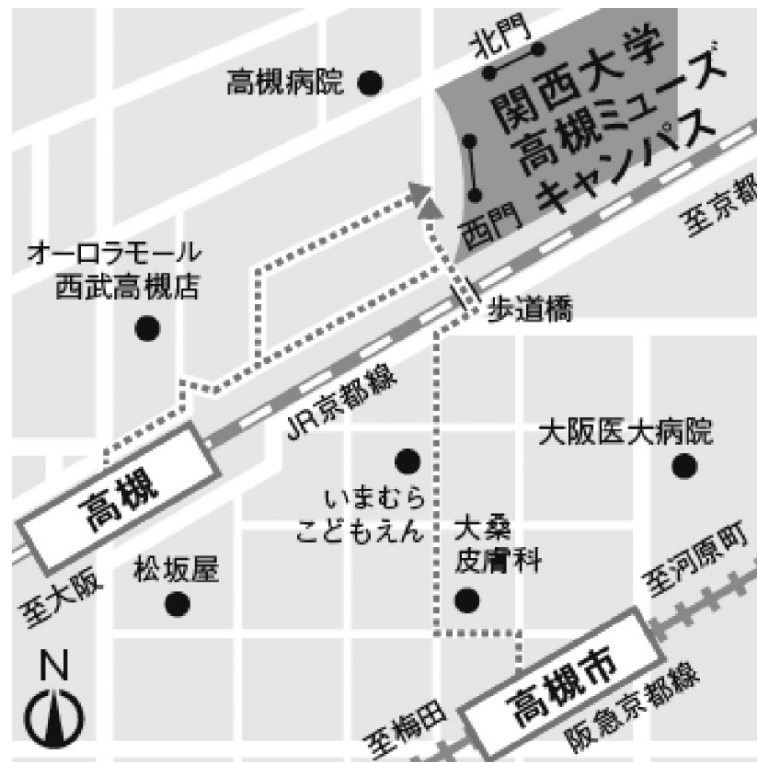 北門
高槻病院
関西大学
高槻ミューズ
キャンパス
西門
至京都
オーロラモール
西武高槻店
歩道橋
JR京都線
大阪医大病院
高槻
いまむら
こどもえん
大桑
皮膚科
至大阪
松坂屋
至河原町
N
高槻市
阪急京都線
至梅田